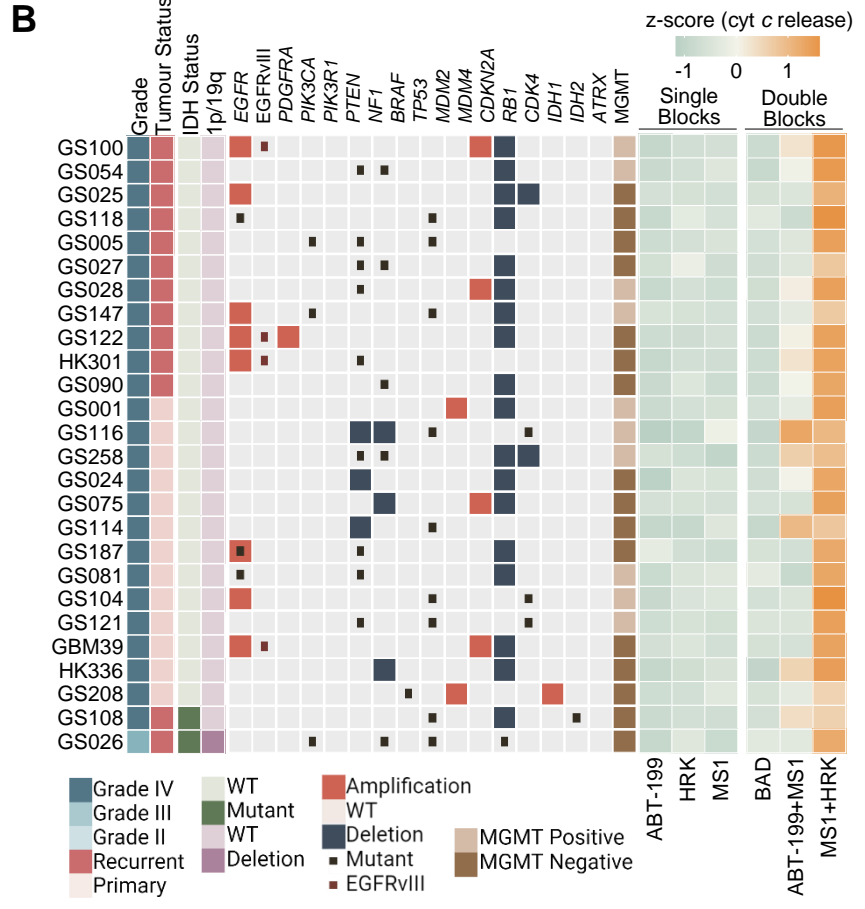 B
z-score (cyt c release)
-1 0 1
Single Blocks
Double Blocks
Grade
Tumour Status
IDH Status
1p/19q
EGFR
EGFRvIII
PDGFRA
PIK3CA
PIK3R1
PTEN
NF1
BRAF
TP53
MDM2
MDM4
CDKN2A
RB1
CDK4
IDH1
IDH2
ATRX
MGMT
GS100
GS054
GS025
GS118
GS005
GS027
GS028
GS147
GS122
HK301
GS090
GS001
GS116
GS258
GS024
GS075
GS114
GS187
GS081
GS104
GS121
GBM39
HK336
GS208
GS108
GS026
ABT-199
HRK
MS1
BAD
ABT-199+MS1
MS1+HRK
Grade IV
Grade III
Grade II
Recurrent
Primary
WT
Mutant
WT
Deletion
Amplification
WT
Deletion
Mutant
EGFRvIII
MGMT Positive
MGMT Negative